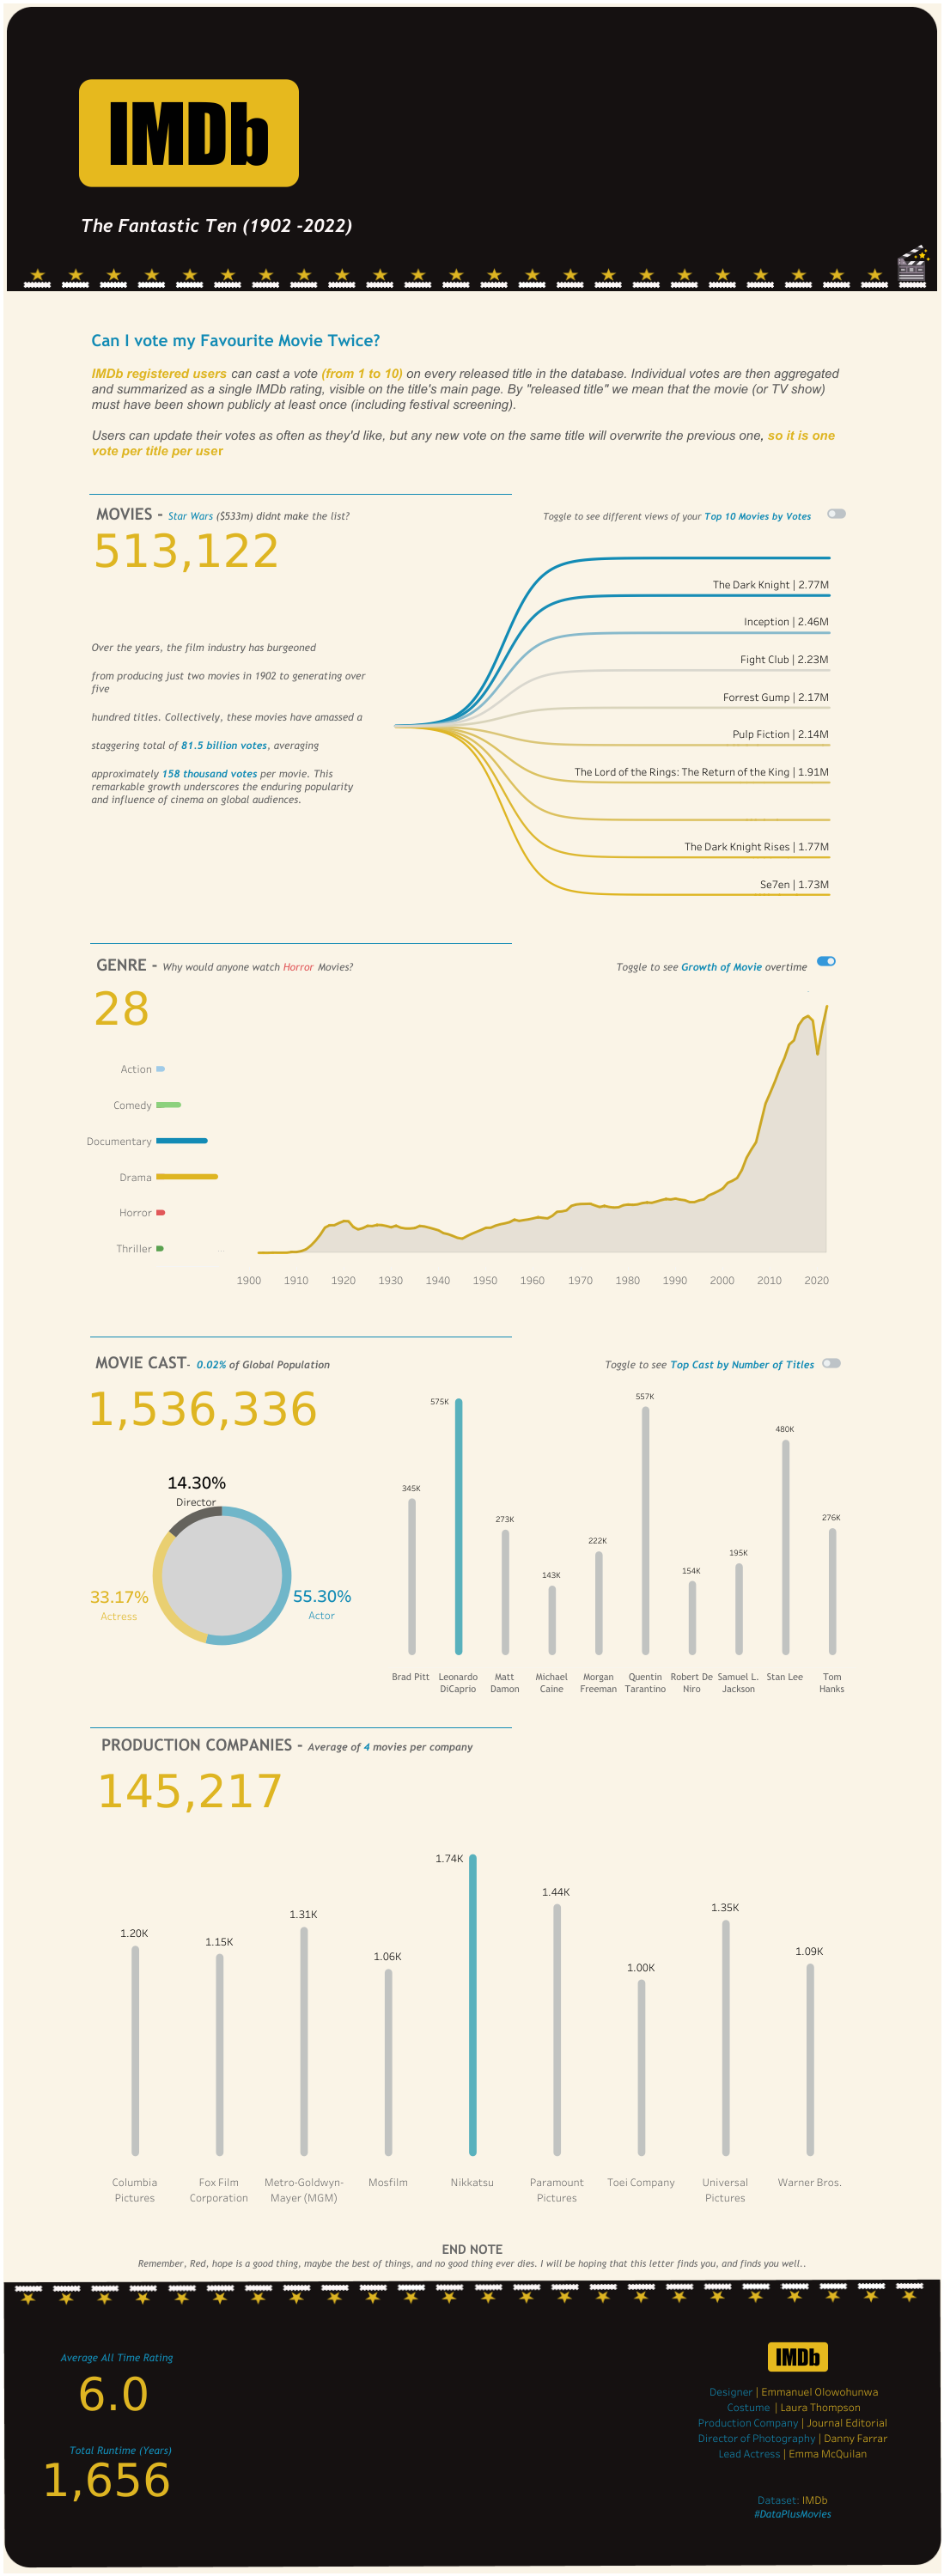 IMDb
The Fantastic Ten (1902 -2022)
Can I vote my Favourite Movie Twice?
IMDb registered users can cast a vote (from 1 to 10) on every released title in the database. Individual votes are then aggregated
and summarized as a single IMDb rating, visible on the title's main page. By "released title" we mean that the movie (or TV show)
must have been shown publicly at least once (including festival screening).
Users can update their votes as often as they'd like, but any new vote on the same title will overwrite the previous one, so it is one
vote per title per user
MOVIES - Star Wars ($533m) didnt make the list?
Toggle to see different views of your Top 10 Movies by Votes
513,122
Over the years, the film industry has burgeoned
from producing just two movies in 1902 to generating over
five
hundred titles. Collectively, these movies have amassed a
staggering total of 81.5 billion votes, averaging
approximately 158 thousand votes per movie. This
remarkable growth underscores the enduring popularity
and influence of cinema on global audiences.
The Dark Knight | 2.77M
Inception | 2.46M
Fight Club | 2.23M
Forrest Gump | 2.17M
Pulp Fiction | 2.14M
The Lord of the Rings: The Return of the King | 1.91M
The Dark Knight Rises | 1.77M
Se7en | 1.73M
GENRE - Why would anyone watch Horror Movies?
Toggle to see Growth of Movie overtime
28
Action
Comedy
Documentary
Drama
Horror
Thriller
1900 1910 1920 1930 1940 1950 1960 1970 1980 1990 2000 2010 2020
MOVIE CAST- 0.02% of Global Population
Toggle to see Top Cast by Number of Titles
1,536,336
14.30%
Director
33.17%
Actress
55.30%
Actor
345K
575K
273K
143K
222K
557K
154K
195K
480K
276K
Brad Pitt
Leonardo
DiCaprio
Matt
Damon
Michael
Caine
Morgan
Freeman
Quentin
Tarantino
Robert De
Niro
Samuel L.
Jackson
Stan Lee
Tom
Hanks
PRODUCTION COMPANIES - Average of 4 movies per company
145,217
1.20K
1.15K
1.31K
1.06K
1.74K
1.44K
1.00K
1.35K
1.09K
Columbia
Pictures
Fox Film
Corporation
Metro-Goldwyn-
Mayer (MGM)
Mosfilm
Nikkatsu
Paramount
Pictures
Toei Company
Universal
Pictures
Warner Bros.
END NOTE
Remember, Red, hope is a good thing, maybe the best of things, and no good thing ever dies. I will be hoping that this letter finds you, and finds you well..
Average All Time Rating
6.0
Total Runtime (Years)
1,656
IMDb
Designer | Emmanuel Olowohunwa
Costume | Laura Thompson
Production Company | Journal Editorial
Director of Photography | Danny Farrar
Lead Actress | Emma McQuilan
Dataset: IMDb
#DataPlusMovies